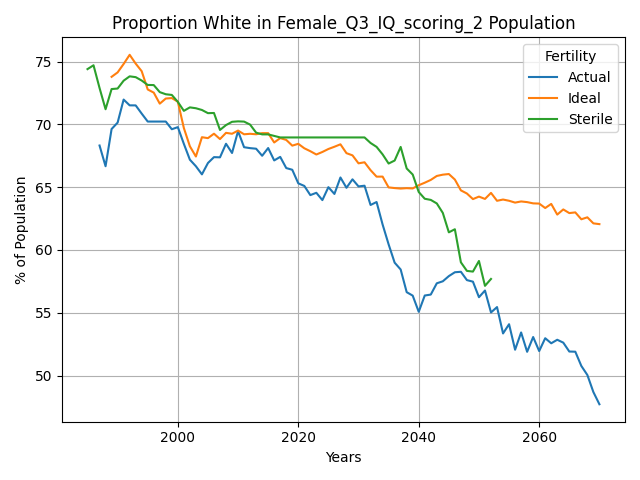 Proportion White in Female_Q3_IQ_scoring_2 Population
Fertility
Actual
Ideal
Sterile
% of Population
75
70
65
60
55
50
2000
2020
2040
2060
Years